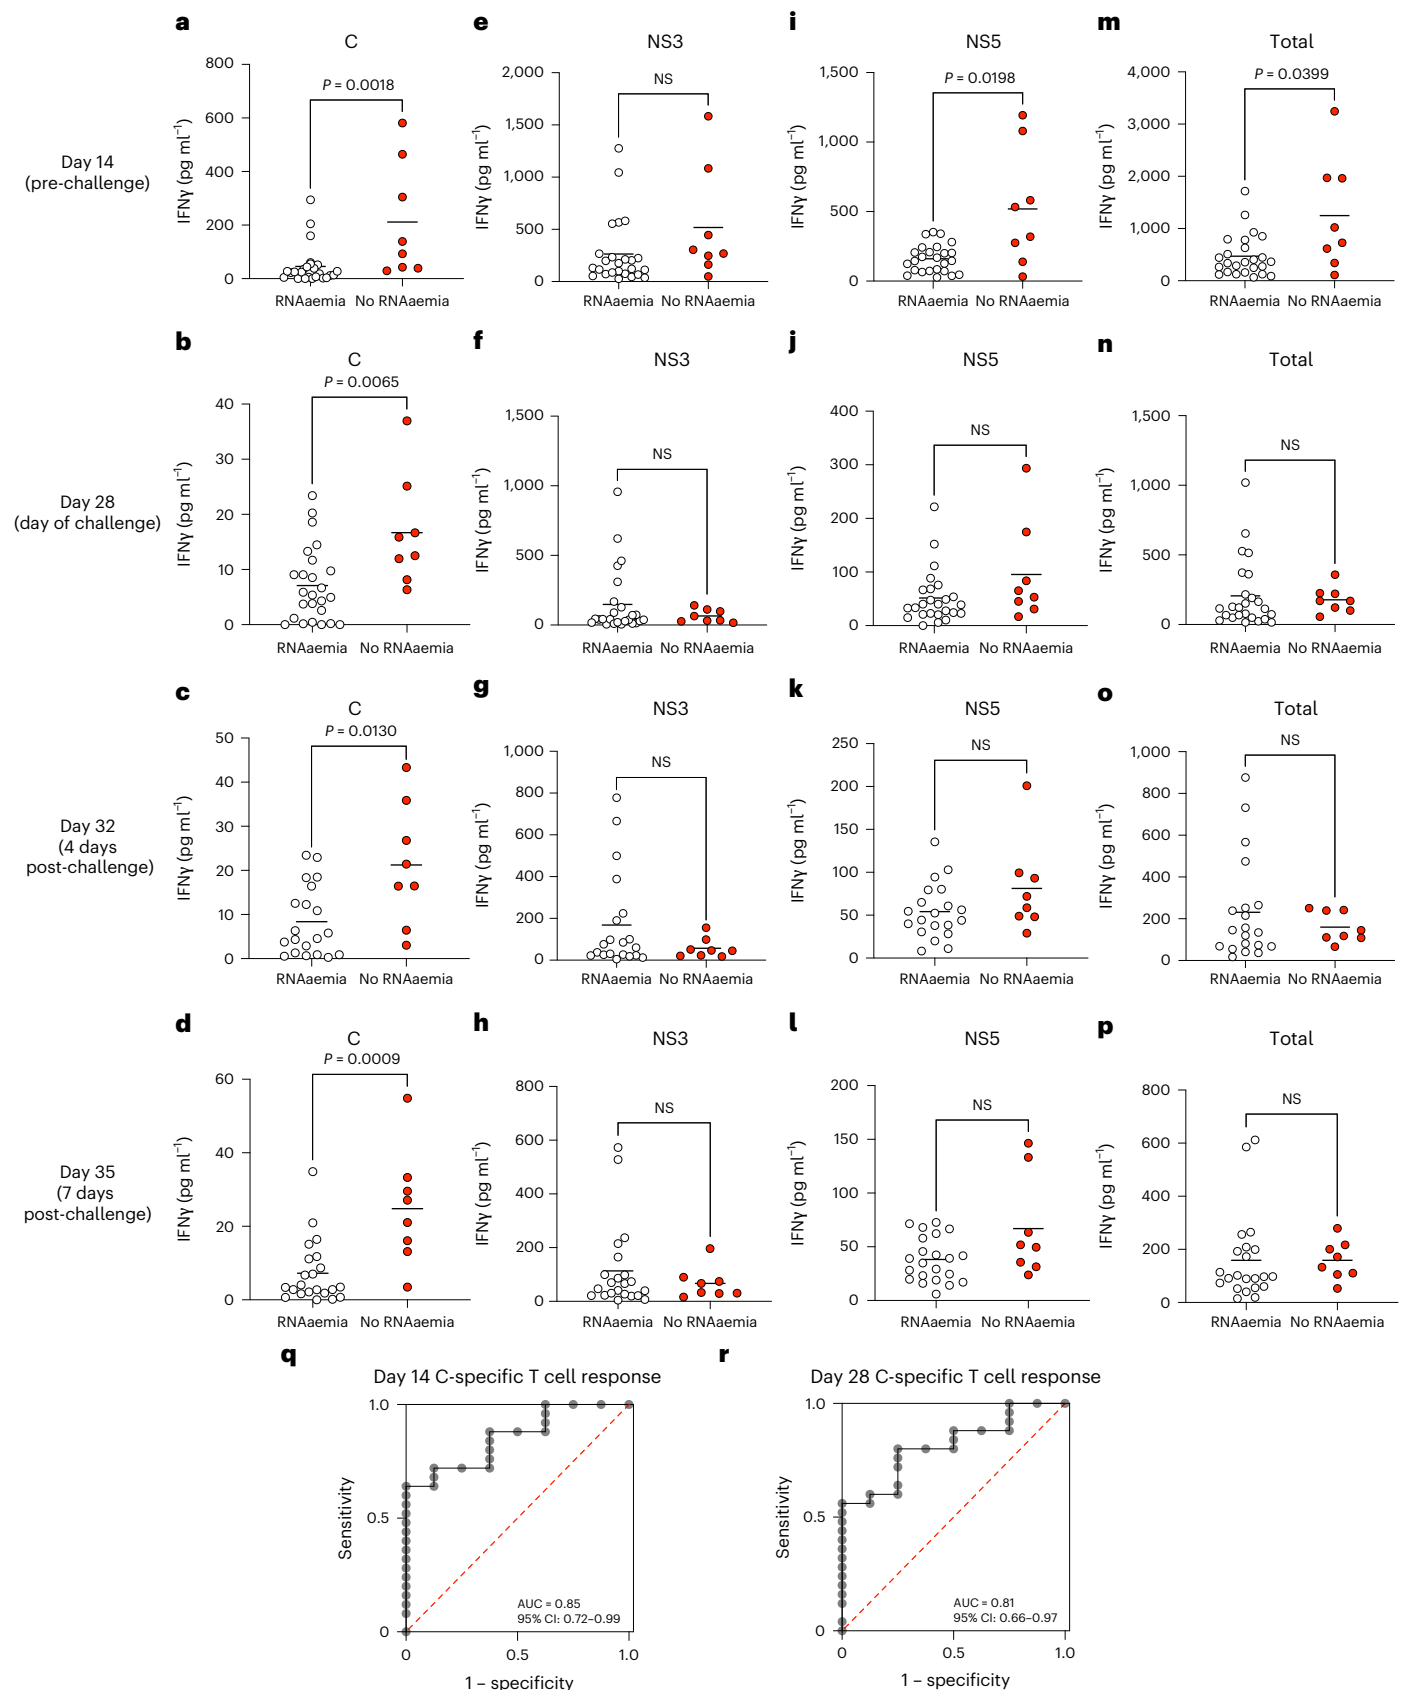 a
C
800
600
400
200
0
IFNγ (pg ml⁻¹)
P = 0.0018
RNAaemia
No RNAaemia
e
NS3
2,000
1,500
1,000
500
0
IFNγ (pg ml⁻¹)
NS
RNAaemia
No RNAaemia
i
NS5
1,500
1,000
500
0
IFNγ (pg ml⁻¹)
P = 0.0198
RNAaemia
No RNAaemia
m
Total
4,000
3,000
2,000
1,000
0
IFNγ (pg ml⁻¹)
P = 0.0399
RNAaemia
No RNAaemia
Day 14
(pre-challenge)
b
C
40
30
20
10
0
IFNγ (pg ml⁻¹)
P = 0.0065
RNAaemia
No RNAaemia
f
NS3
1,500
1,000
500
0
IFNγ (pg ml⁻¹)
NS
RNAaemia
No RNAaemia
j
NS5
400
300
200
100
0
IFNγ (pg ml⁻¹)
NS
RNAaemia
No RNAaemia
n
Total
1,500
1,000
500
0
IFNγ (pg ml⁻¹)
NS
RNAaemia
No RNAaemia
Day 28
(day of challenge)
c
C
50
40
30
20
10
0
IFNγ (pg ml⁻¹)
P = 0.0130
RNAaemia
No RNAaemia
g
NS3
1,000
800
600
400
200
0
IFNγ (pg ml⁻¹)
NS
RNAaemia
No RNAaemia
k
NS5
250
200
150
100
50
0
IFNγ (pg ml⁻¹)
NS
RNAaemia
No RNAaemia
o
Total
1,000
800
600
400
200
0
IFNγ (pg ml⁻¹)
NS
RNAaemia
No RNAaemia
Day 32
(4 days
post-challenge)
d
C
60
40
20
0
IFNγ (pg ml⁻¹)
P = 0.0009
RNAaemia
No RNAaemia
h
NS3
800
600
400
200
0
IFNγ (pg ml⁻¹)
NS
RNAaemia
No RNAaemia
l
NS5
200
150
100
50
0
IFNγ (pg ml⁻¹)
NS
RNAaemia
No RNAaemia
p
Total
800
600
400
200
0
IFNγ (pg ml⁻¹)
NS
RNAaemia
No RNAaemia
Day 35
(7 days
post-challenge)
q
Day 14 C-specific T cell response
1.0
0.5
0
Sensitivity
AUC = 0.85
95% CI: 0.72–0.99
0
0.5
1.0
1 – specificity
r
Day 28 C-specific T cell response
1.0
0.5
0
Sensitivity
AUC = 0.81
95% CI: 0.66–0.97
0
0.5
1.0
1 – specificity